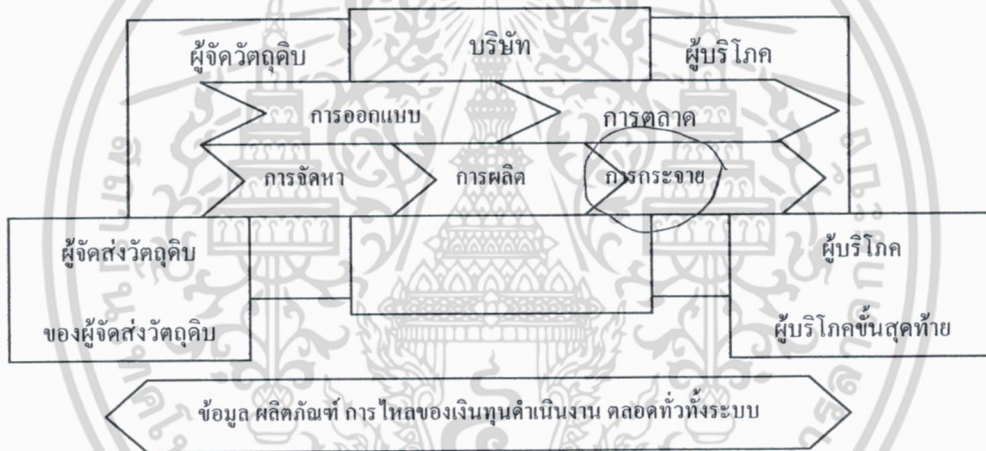 ผู้จัดวัตถุดิบ
บริษัท
ผู้บริโภค
การออกแบบ
การตลาด
การจัดหา
การผลิต
การกระจาย
ผู้จัดส่งวัตถุดิบ
ของผู้จัดส่งวัตถุดิบ
ผู้บริโภค
ผู้บริโภคขั้นสุดท้าย
ข้อมูล ผลิตภัณฑ์ การไหลของเงินทุนดำเนินงาน ตลอดทั่วทั้งระบบ